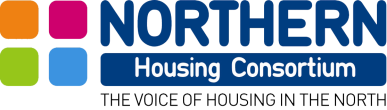 NORTHERN
Housing Consortium
THE VOICE OF HOUSING IN THE NORTH